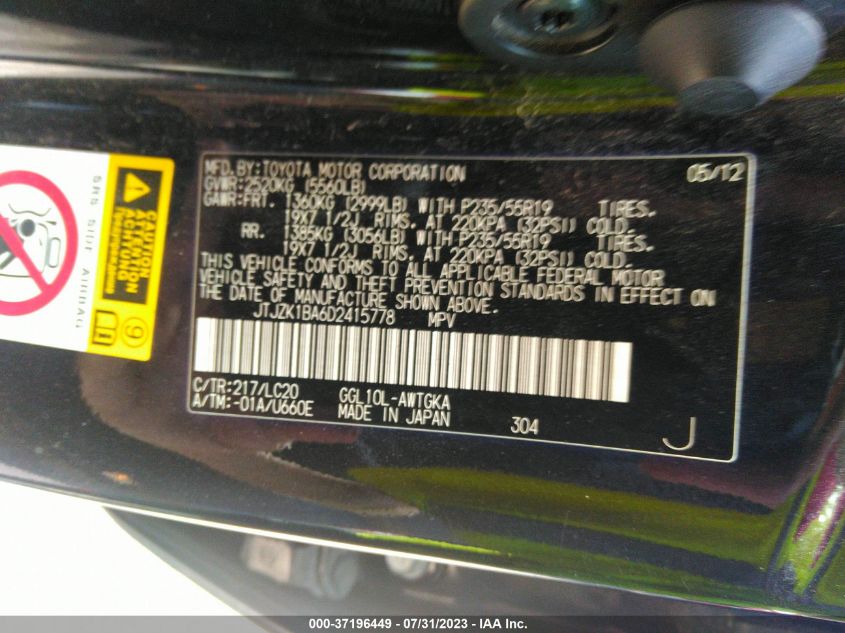 MFD.BY:TOYOTA MOTOR CORPORATION 05/12
GVWR:2520KG (5560LB)
GAWR:FRT. 1360KG (2999LB) WITH P235/55R19 TIRES.
19X7 1/2J RIMS, AT 220KPA (32PSI) COLD.
RR. 1385KG (3056LB) WITH P235/55R19 TIRES.
19X7 1/2J RIMS, AT 220KPA (32PSI) COLD.
THIS VEHICLE CONFORMS TO ALL APPLICABLE FEDERAL MOTOR
VEHICLE SAFETY AND THEFT PREVENTION STANDARDS IN EFFECT ON
THE DATE OF MANUFACTURE SHOWN ABOVE.
JTJZK1BA6D2415778 MPV
C/TR:217/LC20 GGL10L-AWTGKA
A/TM:-01A/U660E MADE IN JAPAN 304
J
SRS SIDE AIRBAG
CAUTION
ATTENTION
ACHTUNG
9
000-37196449 - 07/31/2023 - IAA Inc.